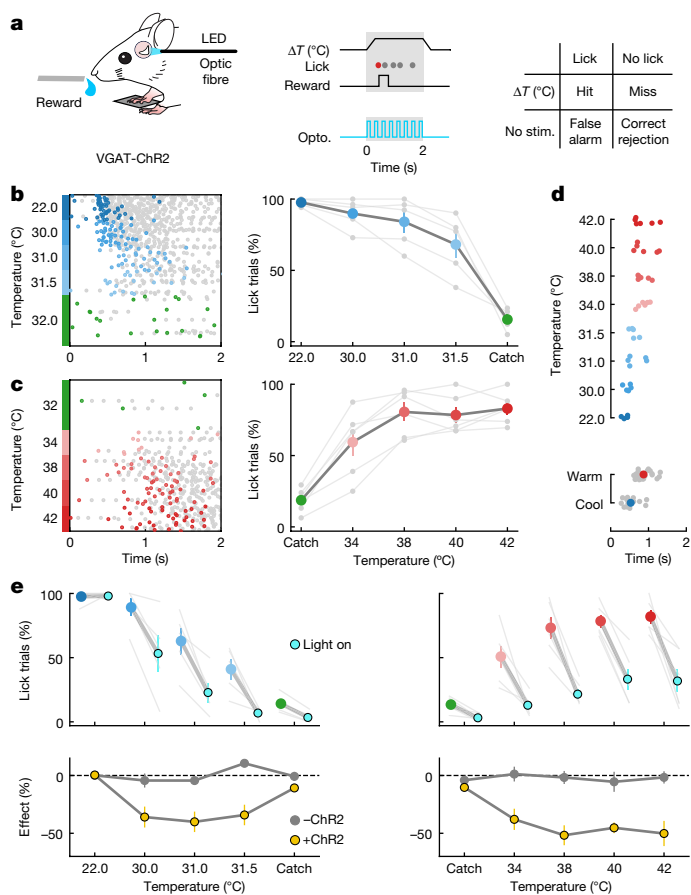 a
LED
Optic
fibre
Reward
VGAT-ChR2
ΔT (°C)
Lick
Reward
Opto.
0
2
Time (s)
Lick
No lick
ΔT (°C)
Hit
Miss
No stim.
False
alarm
Correct
rejection
b
Temperature (°C)
22.0
30.0
31.0
31.5
32.0
0
1
2
Lick trials (%)
100
50
0
22.0
30.0
31.0
31.5
Catch
c
Temperature (°C)
32
34
38
40
42
0
1
2
Time (s)
Lick trials (%)
100
50
0
Catch
34
38
40
42
Temperature (ºC)
d
Temperature (°C)
42.0
40.0
38.0
34.0
31.5
31.0
30.0
22.0
Warm
Cool
0
1
2
Time (s)
e
Lick trials (%)
100
50
0
Light on
Effect (%)
0
−50
−ChR2
+ChR2
22.0
30.0
31.0
31.5
Catch
Temperature (°C)
100
50
0
0
−50
Catch
34
38
40
42
Temperature (°C)